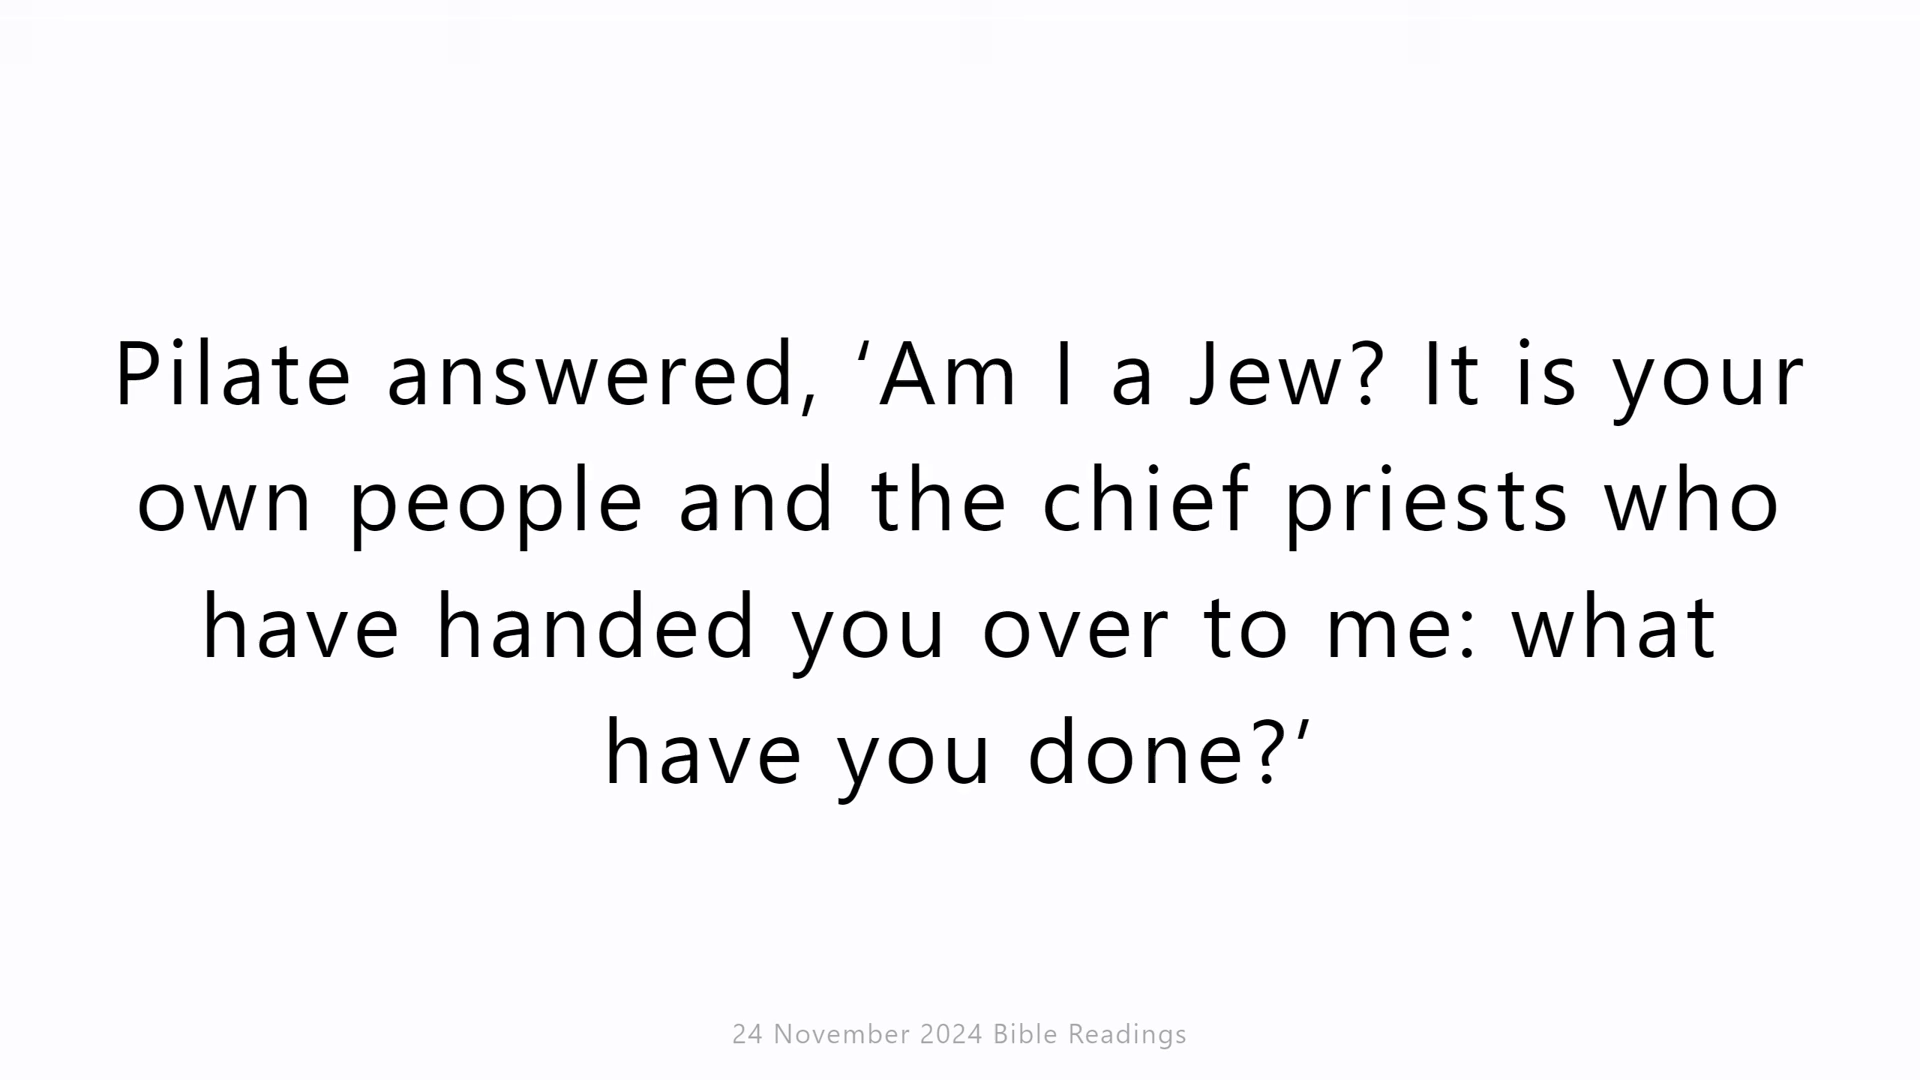 Pilate answered, ‘Am I a Jew? It is your
own people and the chief priests who
have handed you over to me: what
have you done?’
24 November 2024 Bible Readings